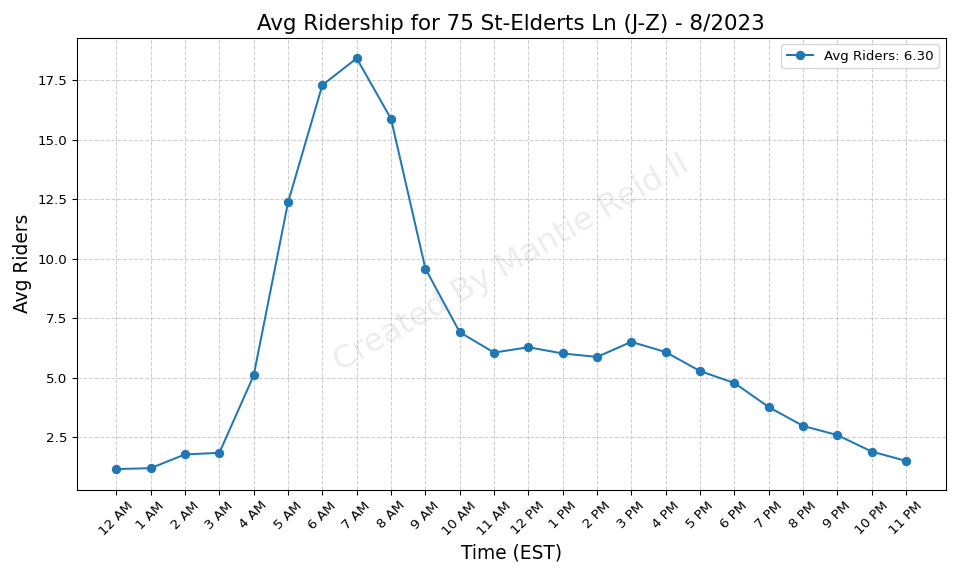 Avg Ridership for 75 St-Elderts Ln (J-Z) - 8/2023
Avg Riders: 6.30
Avg Riders
17.5
15.0
12.5
10.0
7.5
5.0
2.5
Created By Mantie Reid II
12 AM
1 AM
2 AM
3 AM
4 AM
5 AM
6 AM
7 AM
8 AM
9 AM
10 AM
11 AM
12 PM
1 PM
2 PM
3 PM
4 PM
5 PM
6 PM
7 PM
8 PM
9 PM
10 PM
11 PM
Time (EST)